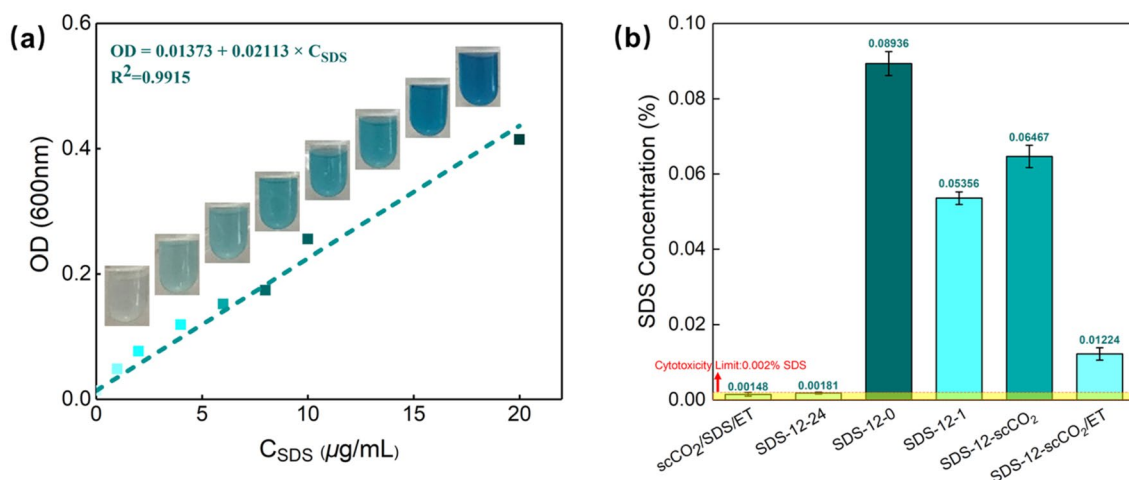 (a)
OD = 0.01373 + 0.02113 × C_SDS
R²=0.9915
OD (600nm)
0.6
0.4
0.2
0.0
0 5 10 15 20
C_SDS (µg/mL)
(b)
SDS Concentration (%)
0.10
0.08
0.06
0.04
0.02
0.00
0.08936
0.06467
0.05356
0.01224
Cytotoxicity Limit:0.002% SDS
0.00148
0.00181
scCO₂/SDS/ET
SDS-12-24
SDS-12-0
SDS-12-1
SDS-12-scCO₂
SDS-12-scCO₂/ET